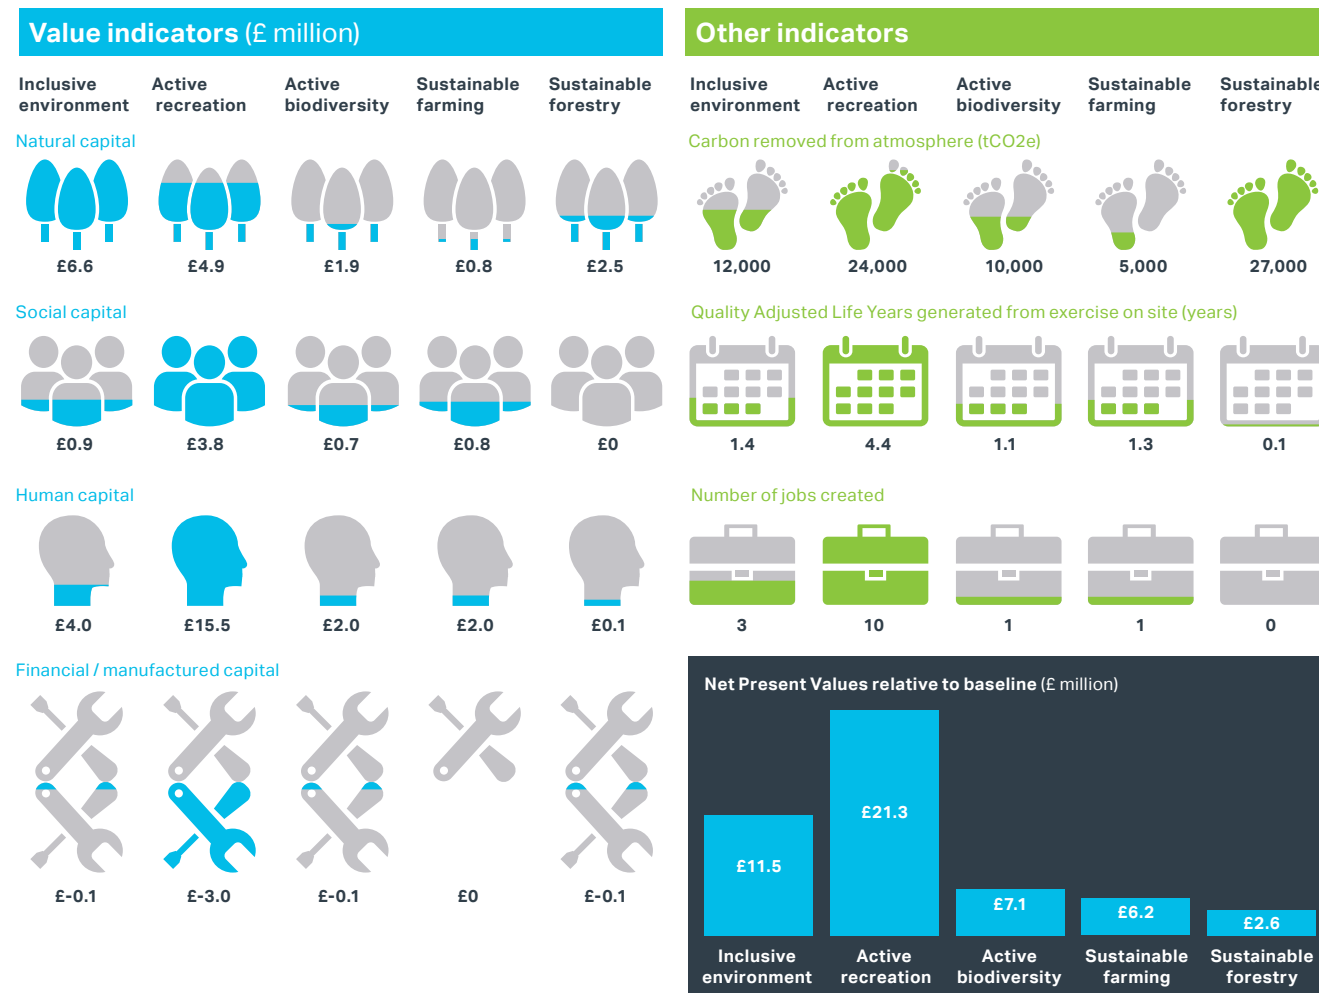 Value indicators (£ million)
Inclusive environment
Active recreation
Active biodiversity
Sustainable farming
Sustainable forestry
Natural capital
£6.6
£4.9
£1.9
£0.8
£2.5
Social capital
£0.9
£3.8
£0.7
£0.8
£0
Human capital
£4.0
£15.5
£2.0
£2.0
£0.1
Financial / manufactured capital
£-0.1
£-3.0
£-0.1
£0
£-0.1
Other indicators
Inclusive environment
Active recreation
Active biodiversity
Sustainable farming
Sustainable forestry
Carbon removed from atmosphere (tCO2e)
12,000
24,000
10,000
5,000
27,000
Quality Adjusted Life Years generated from exercise on site (years)
1.4
4.4
1.1
1.3
0.1
Number of jobs created
3
10
1
1
0
Net Present Values relative to baseline (£ million)
£11.5
£21.3
£7.1
£6.2
£2.6
Inclusive environment
Active recreation
Active biodiversity
Sustainable farming
Sustainable forestry